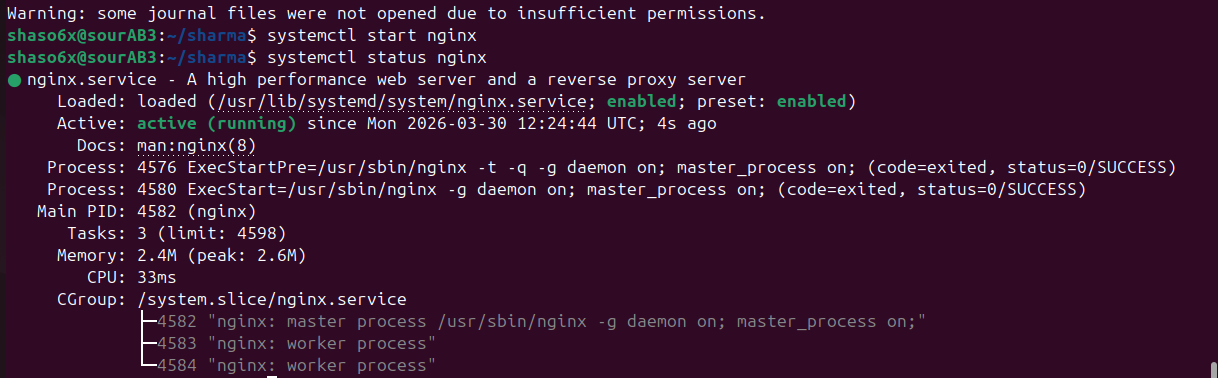 Warning: some journal files were not opened due to insufficient permissions.
shaso6x@sourAB3:~/sharma$ systemctl start nginx
shaso6x@sourAB3:~/sharma$ systemctl status nginx
● nginx.service - A high performance web server and a reverse proxy server
     Loaded: loaded (/usr/lib/systemd/system/nginx.service; enabled; preset: enabled)
     Active: active (running) since Mon 2026-03-30 12:24:44 UTC; 4s ago
       Docs: man:nginx(8)
    Process: 4576 ExecStartPre=/usr/sbin/nginx -t -q -g daemon on; master_process on; (code=exited, status=0/SUCCESS)
    Process: 4580 ExecStart=/usr/sbin/nginx -g daemon on; master_process on; (code=exited, status=0/SUCCESS)
   Main PID: 4582 (nginx)
      Tasks: 3 (limit: 4598)
     Memory: 2.4M (peak: 2.6M)
        CPU: 33ms
     CGroup: /system.slice/nginx.service
             ├─4582 "nginx: master process /usr/sbin/nginx -g daemon on; master_process on;"
             ├─4583 "nginx: worker process"
             └─4584 "nginx: worker process"